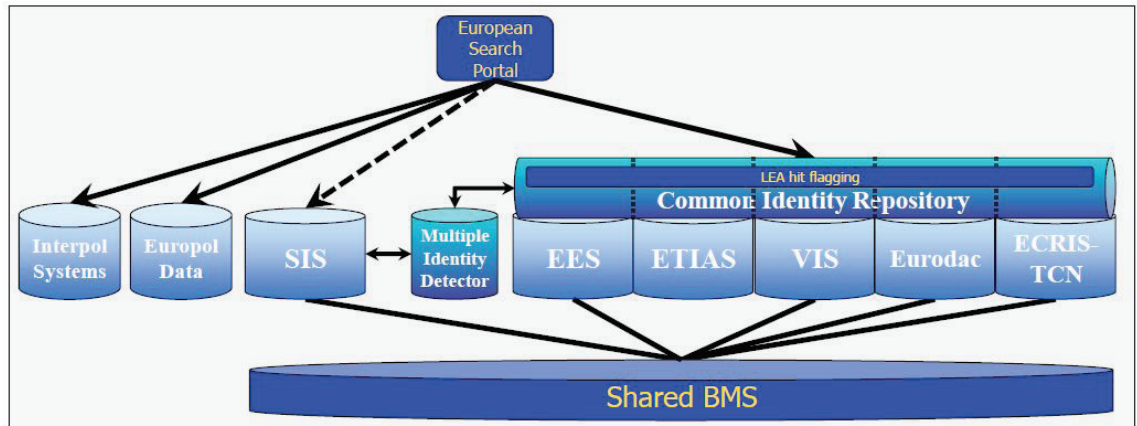 European
Search
Portal
LEA hit flagging
Common Identity Repository
Interpol
Systems
Europol
Data
SIS
Multiple
Identity
Detector
EES
ETIAS
VIS
Eurodac
ECRIS-
TCN
Shared BMS